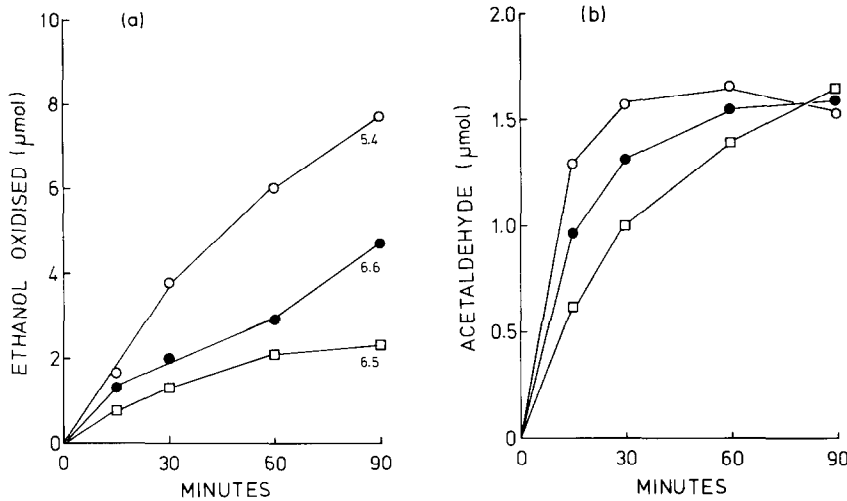 (a)
10
8
6
4
2
0
ETHANOL OXIDISED (μmol)
5.4
6.6
6.5
0 30 60 90
MINUTES
(b)
2.0
1.5
1.0
0.5
0
ACETALDEHYDE (μmol)
0 30 60 90
MINUTES